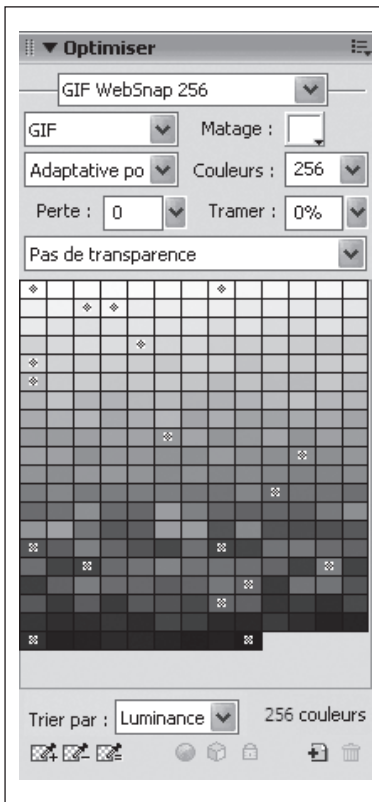 Optimiser
GIF WebSnap 256
GIF Matage :
Adaptative po Couleurs : 256
Perte : 0 Tramer : 0%
Pas de transparence
Trier par : Luminance 256 couleurs